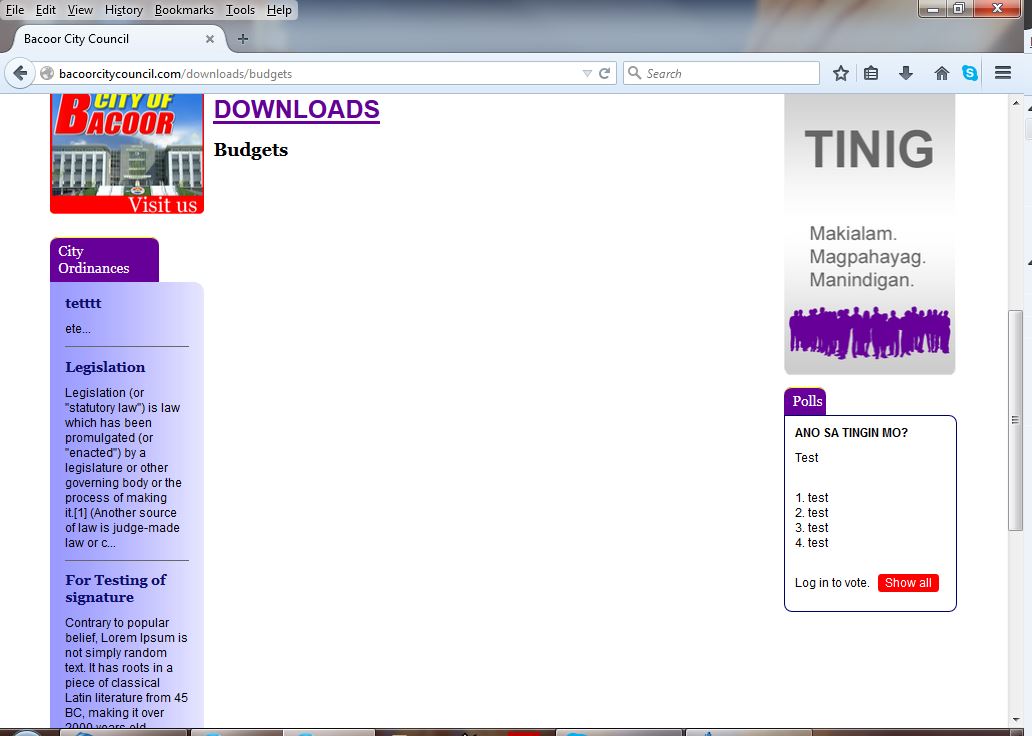 File Edit View History Bookmarks Tools Help
Bacoor City Council
bacoorcitycouncil.com/downloads/budgets
Search
CITY OF
BACOOR
Visit us
DOWNLOADS
Budgets
City
Ordinances
tetttt
ete...
Legislation
Legislation (or
"statutory law") is law
which has been
promulgated (or
"enacted") by a
legislature or other
governing body or the
process of making
it.[1] (Another source
of law is judge-made
law or c...
For Testing of
signature
Contrary to popular
belief, Lorem Ipsum is
not simply random
text. It has roots in a
piece of classical
Latin literature from 45
BC, making it over
2000 years old.
TINIG
Makialam.
Magpahayag.
Manindigan.
Polls
ANO SA TINGIN MO?
Test
1. test
2. test
3. test
4. test
Log in to vote. Show all